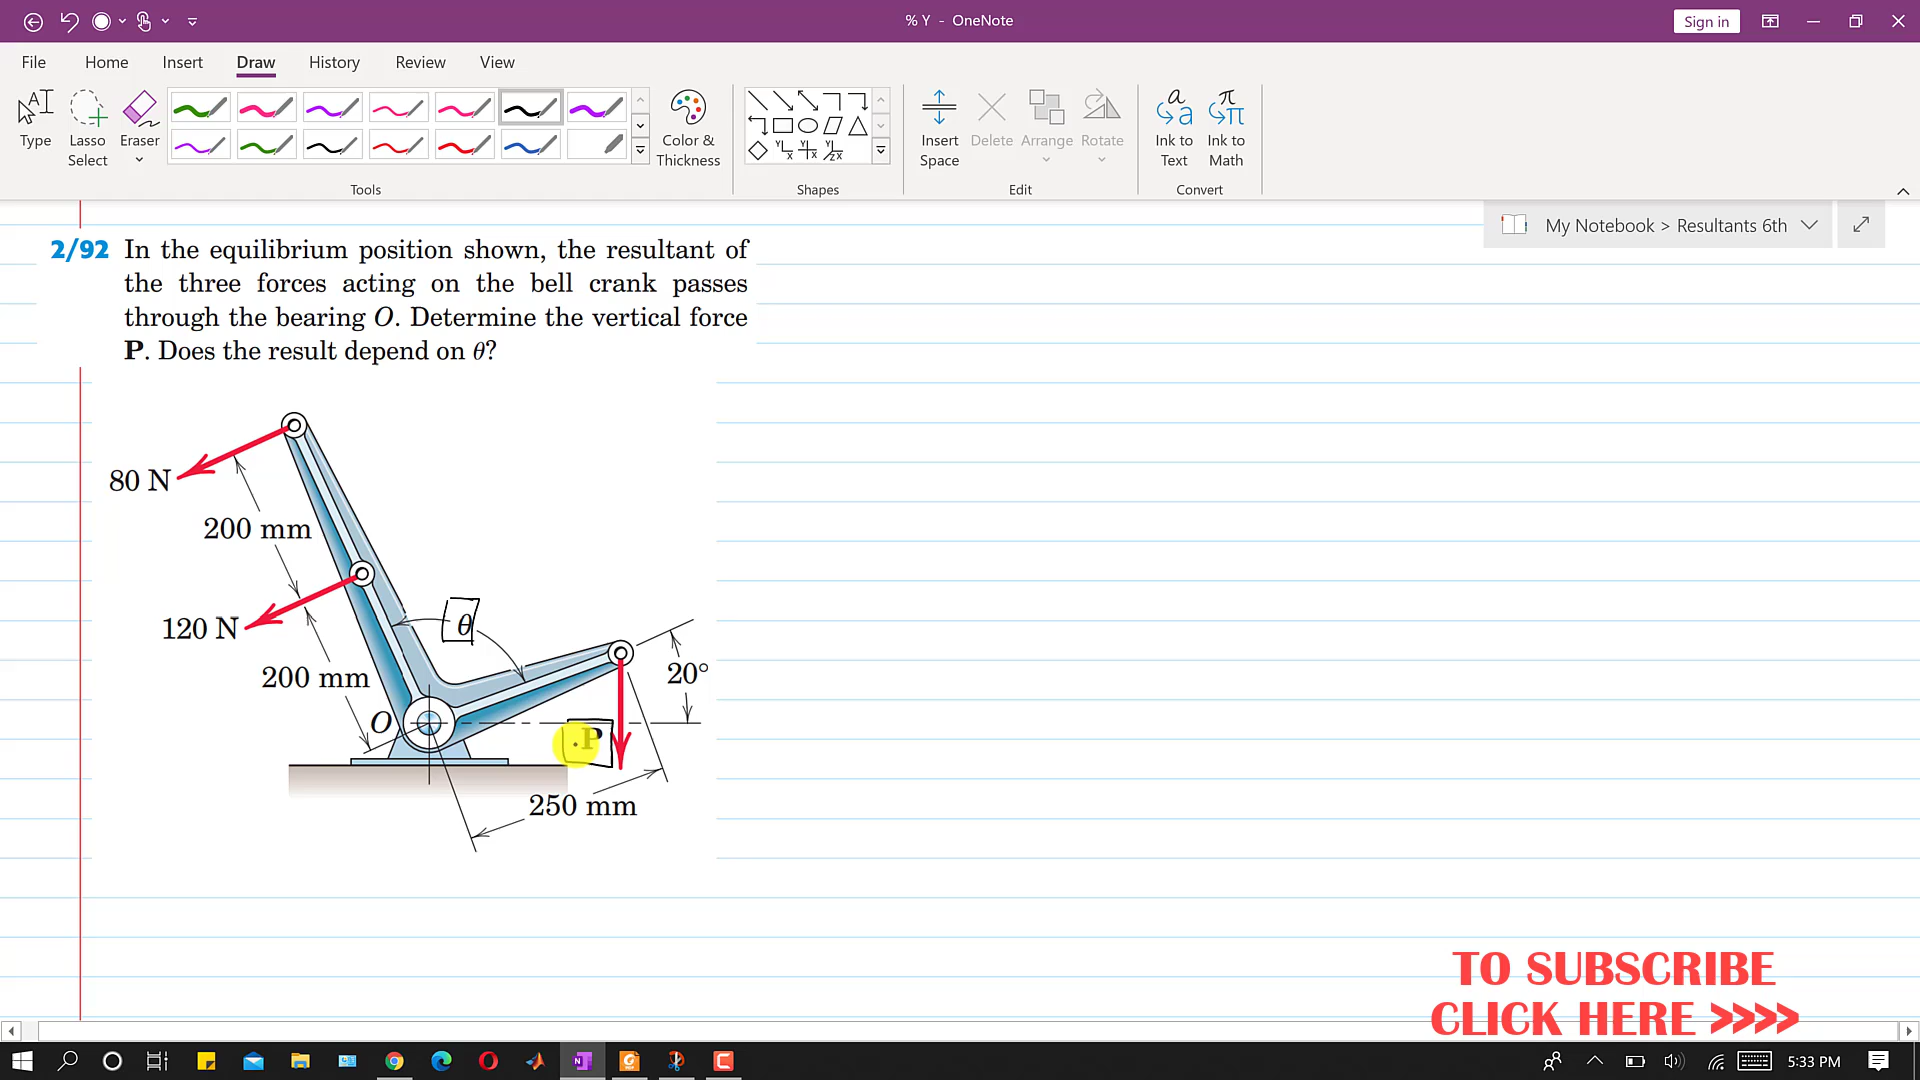 % Y - OneNote
Sign in
File Home Insert Draw History Review View
Type
Lasso
Select
Eraser
Color &
Thickness
Insert
Space
Delete
Arrange
Rotate
Ink to
Text
Ink to
Math
Tools
Shapes
Edit
Convert
My Notebook > Resultants 6th
2/92 In the equilibrium position shown, the resultant of
the three forces acting on the bell crank passes
through the bearing O. Determine the vertical force
P. Does the result depend on θ?
80 N
200 mm
120 N
θ
200 mm
20°
O
P
250 mm
TO SUBSCRIBE
CLICK HERE >>>>
5:33 PM